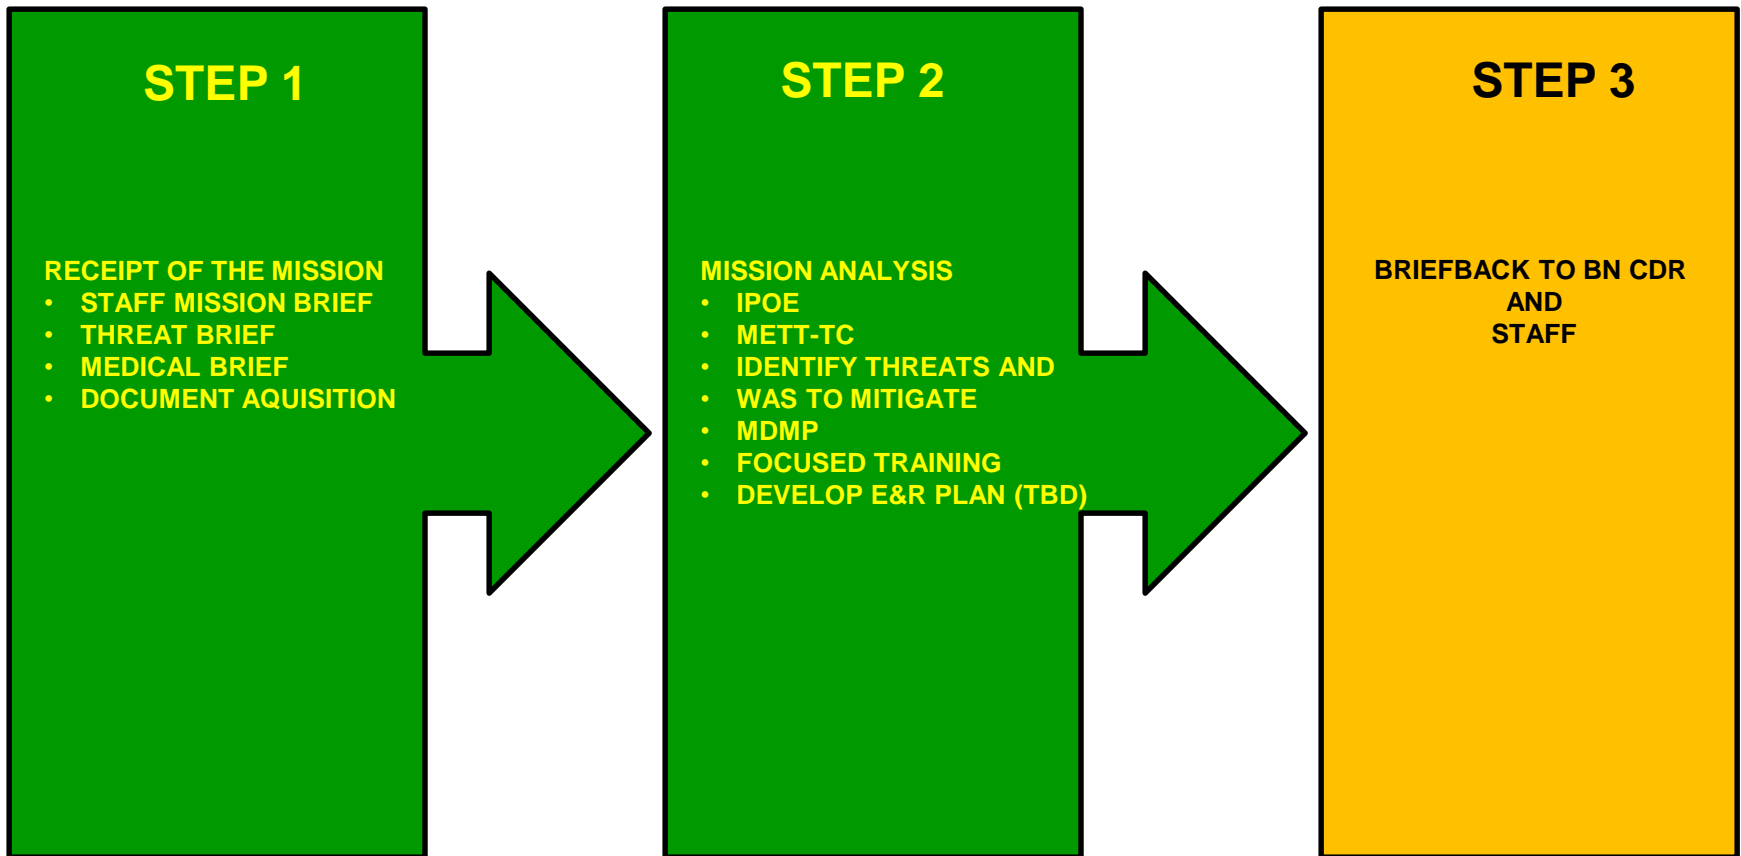 STEP 1
RECEIPT OF THE MISSION
• STAFF MISSION BRIEF
• THREAT BRIEF
• MEDICAL BRIEF
• DOCUMENT AQUISITION
STEP 2
MISSION ANALYSIS
• IPOE
• METT-TC
• IDENTIFY THREATS AND
• WAS TO MITIGATE
• MDMP
• FOCUSED TRAINING
• DEVELOP E&R PLAN (TBD)
STEP 3
BRIEFBACK TO BN CDR
AND
STAFF